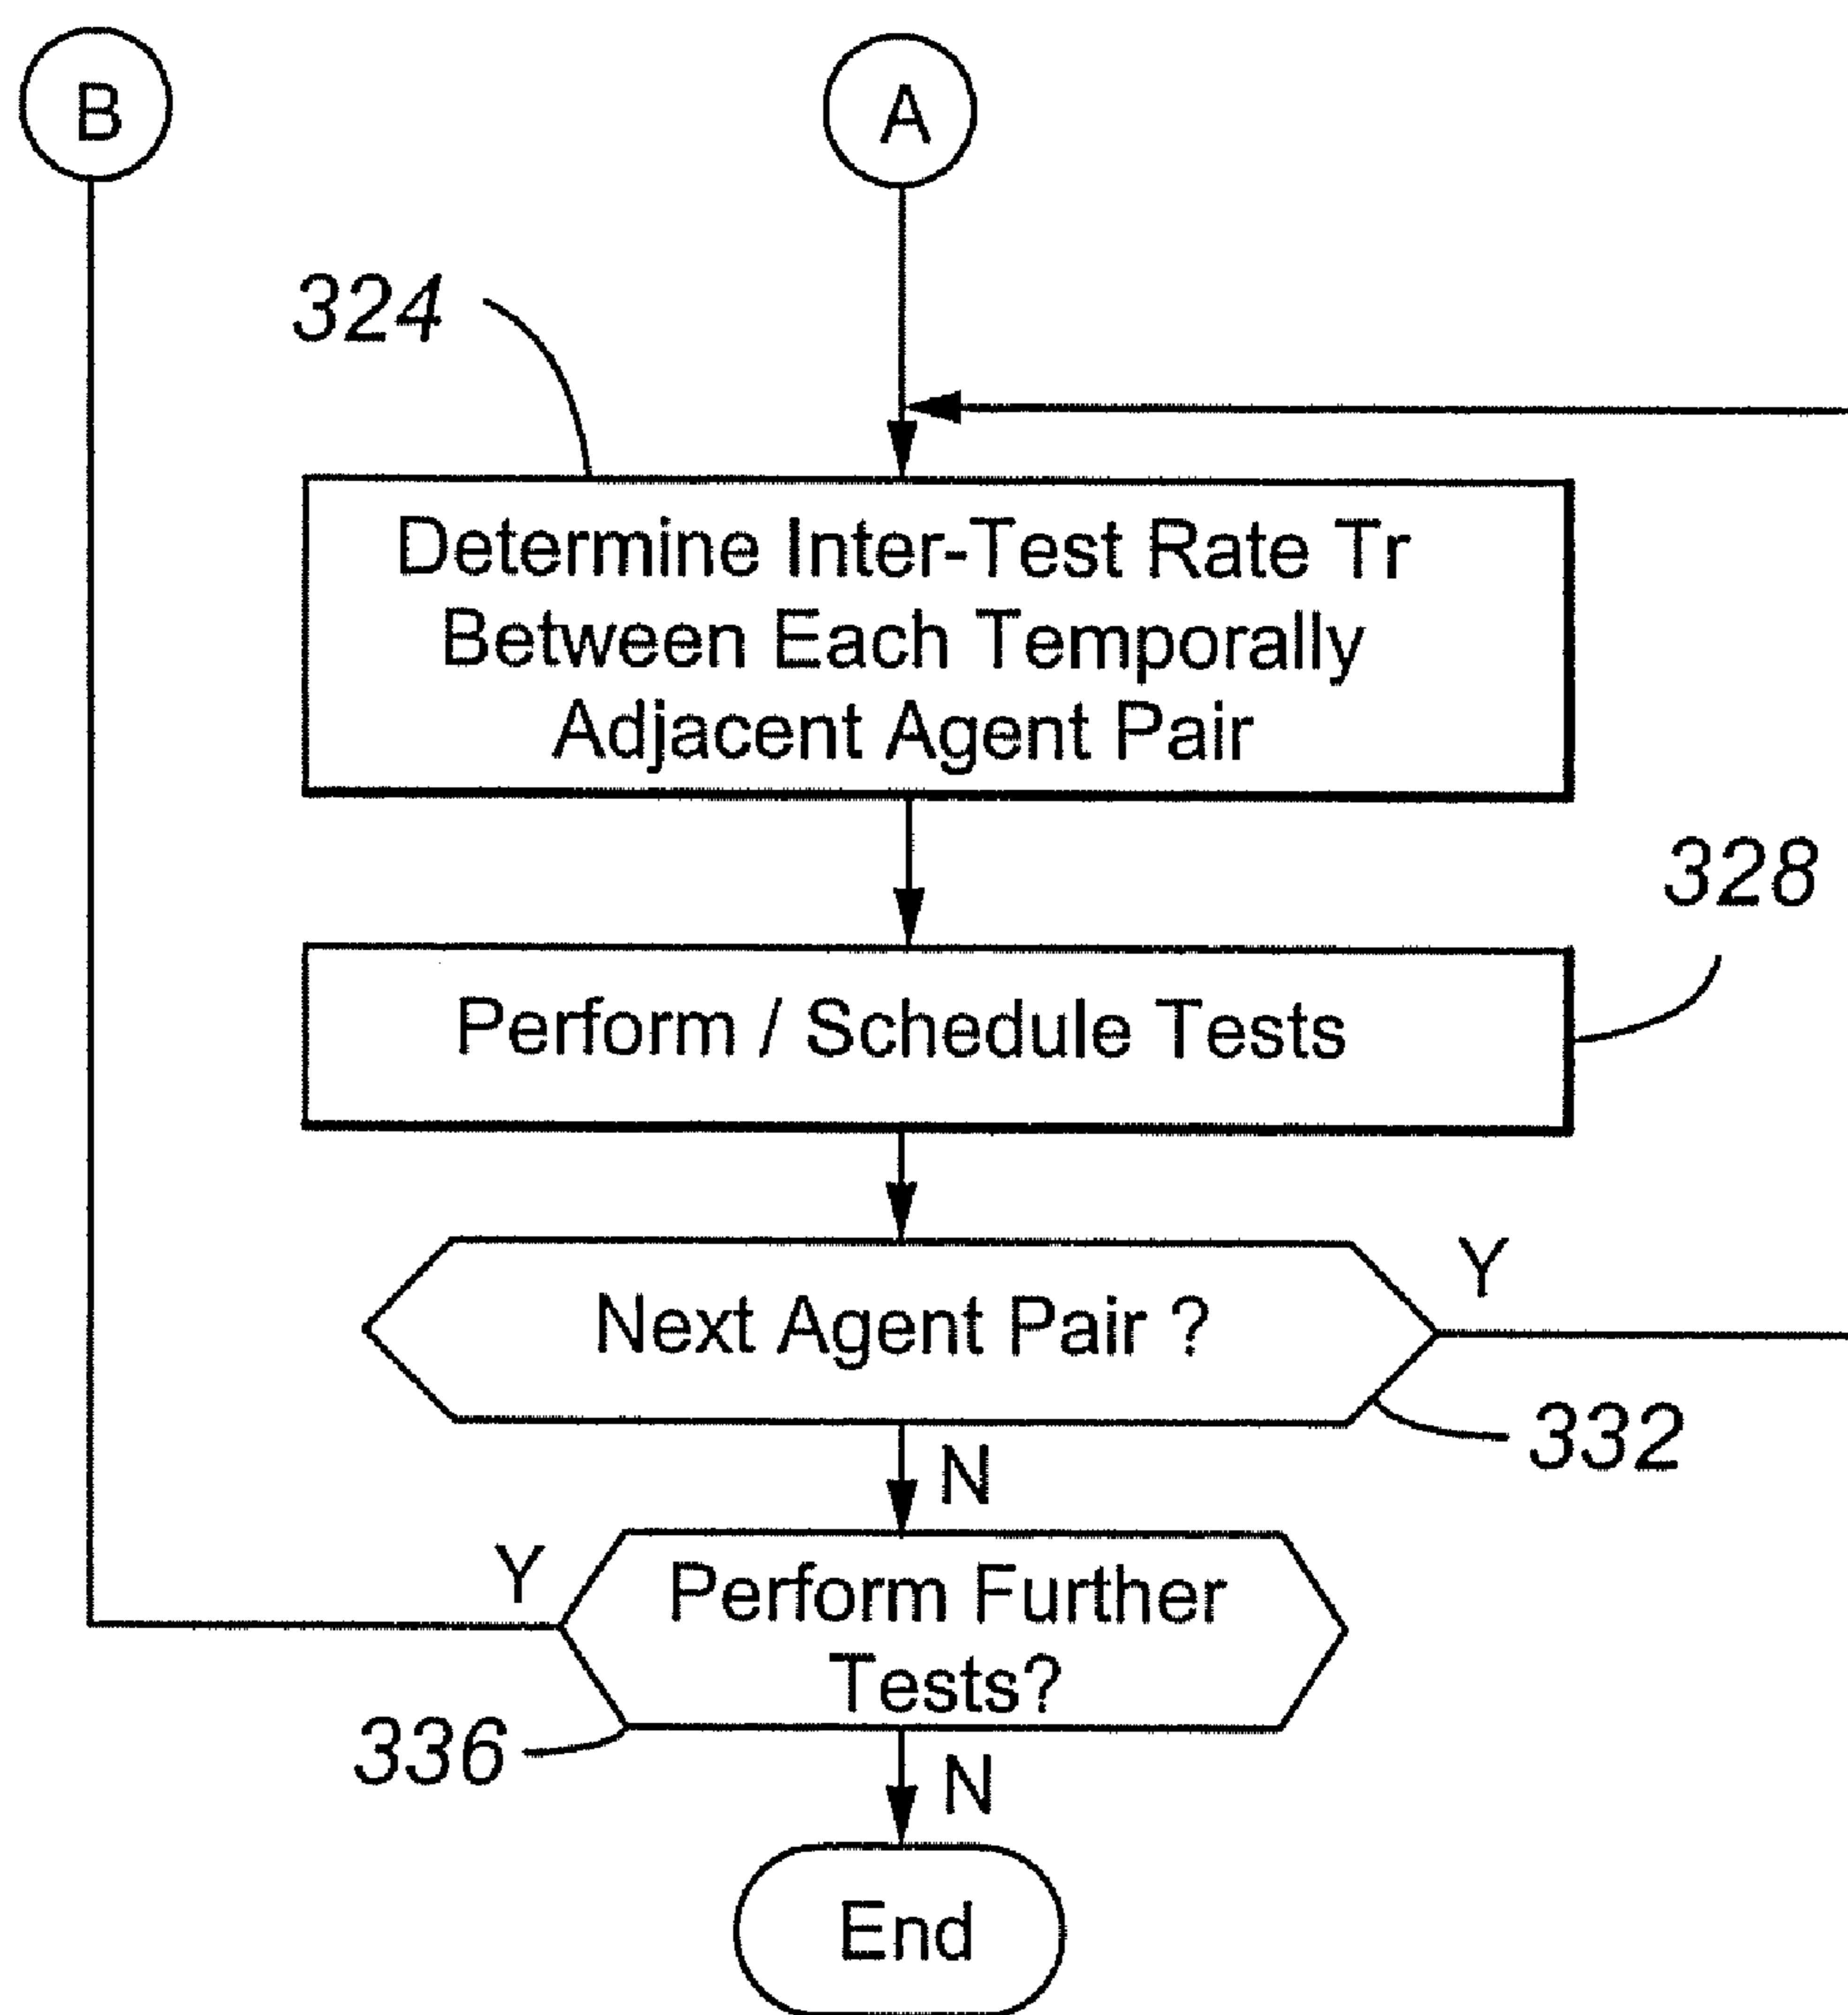 B
A
324
Determine Inter-Test Rate Tr
Between Each Temporally
Adjacent Agent Pair
328
Perform / Schedule Tests
Y
Next Agent Pair ?
332
N
Y
Perform Further
Tests?
336
N
End